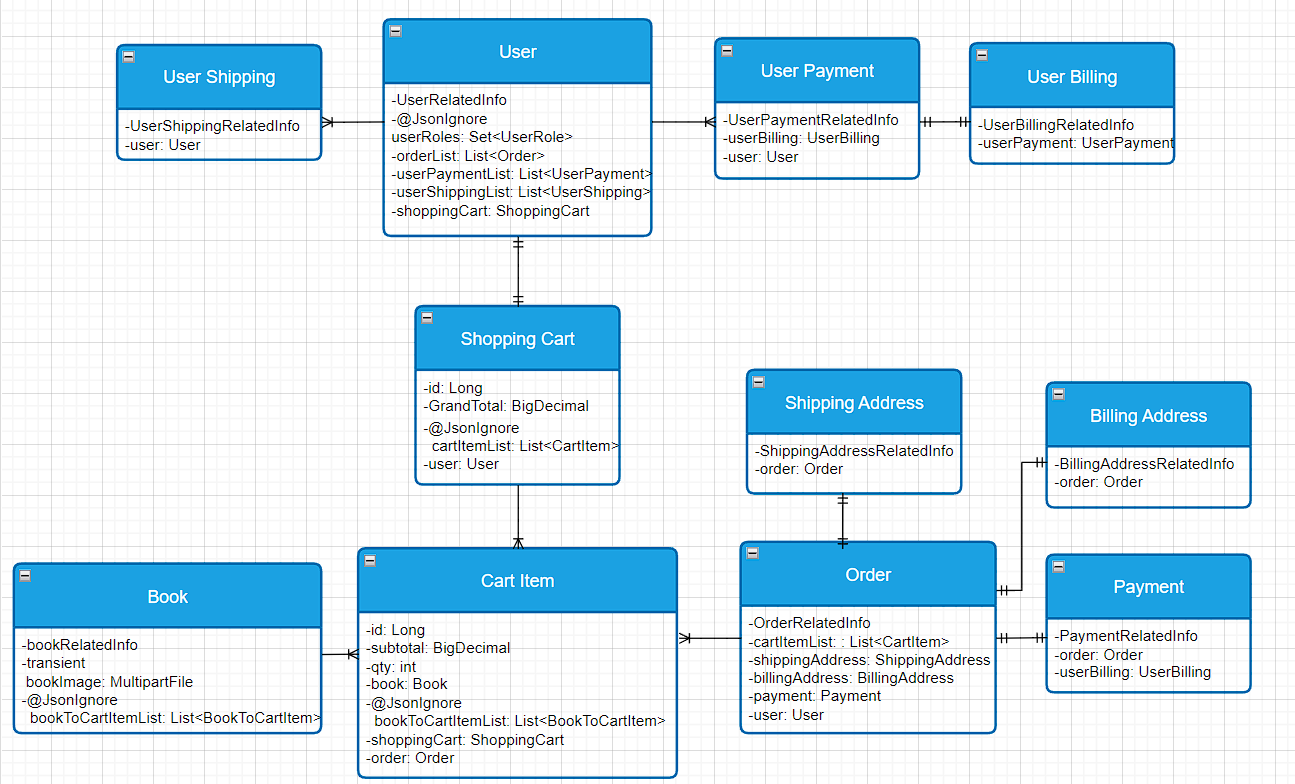 User Shipping
-UserShippingRelatedInfo
-user: User
User
-UserRelatedInfo
-@JsonIgnore
userRoles: Set<UserRole>
-orderList: List<Order>
-userPaymentList: List<UserPayment>
-userShippingList: List<UserShipping>
-shoppingCart: ShoppingCart
User Payment
-UserPaymentRelatedInfo
-userBilling: UserBilling
-user: User
User Billing
-UserBillingRelatedInfo
-userPayment: UserPayment
Shopping Cart
-id: Long
-GrandTotal: BigDecimal
-@JsonIgnore
cartItemList: List<CartItem>
-user: User
Shipping Address
-ShippingAddressRelatedInfo
-order: Order
Billing Address
-BillingAddressRelatedInfo
-order: Order
Book
-bookRelatedInfo
-transient
bookImage: MultipartFile
-@JsonIgnore
bookToCartItemList: List<BookToCartItem>
Cart Item
-id: Long
-subtotal: BigDecimal
-qty: int
-book: Book
-@JsonIgnore
bookToCartItemList: List<BookToCartItem>
-shoppingCart: ShoppingCart
-order: Order
Order
-OrderRelatedInfo
-cartItemList: : List<CartItem>
-shippingAddress: ShippingAddress
-billingAddress: BillingAddress
-payment: Payment
-user: User
Payment
-PaymentRelatedInfo
-order: Order
-userBilling: UserBilling